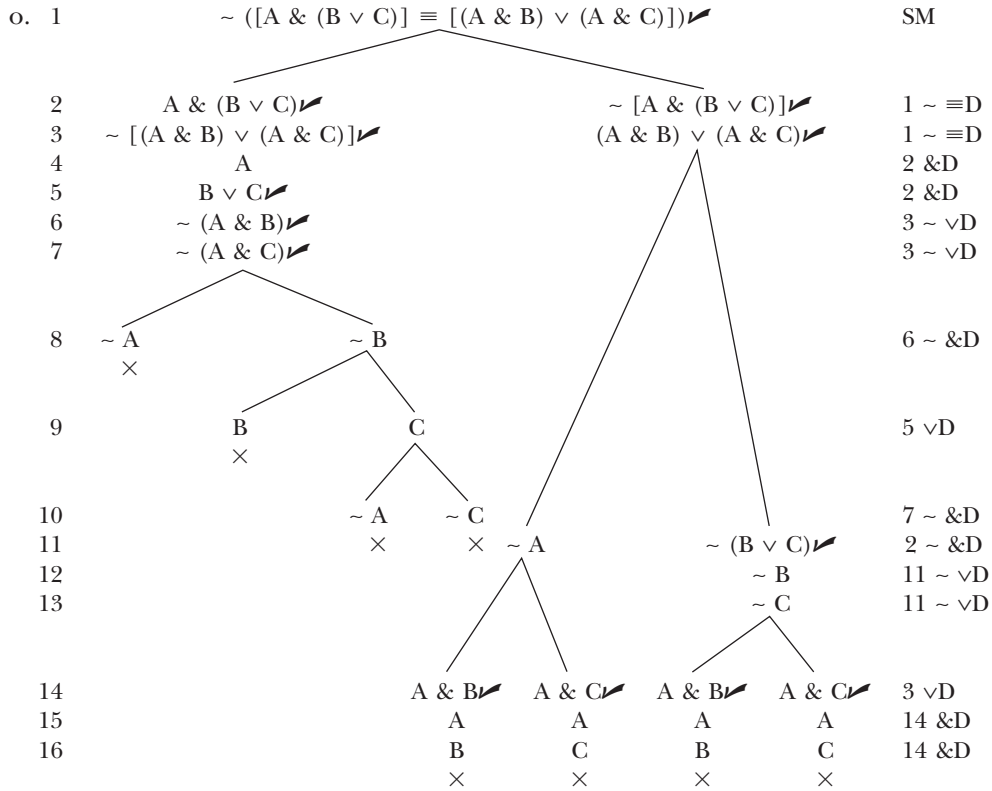 o. 1 ~ ([A & (B ∨ C)] ≡ [(A & B) ∨ (A & C)])✓ SM
2 A & (B ∨ C)✓ ~ [A & (B ∨ C)]✓ 1 ~ ≡D
3 ~ [(A & B) ∨ (A & C)]✓ (A & B) ∨ (A & C)✓ 1 ~ ≡D
4 A 2 &D
5 B ∨ C✓ 2 &D
6 ~ (A & B)✓ 3 ~ ∨D
7 ~ (A & C)✓ 3 ~ ∨D
8 ~ A ~ B 6 ~ &D
×
9 B C 5 ∨D
×
10 ~ A ~ C 7 ~ &D
× ×
11 ~ A ~ (B ∨ C)✓ 2 ~ &D
12 ~ B 11 ~ ∨D
13 ~ C 11 ~ ∨D
14 A & B✓ A & C✓ A & B✓ A & C✓ 3 ∨D
15 A A A A 14 &D
16 B C B C 14 &D
× × × ×